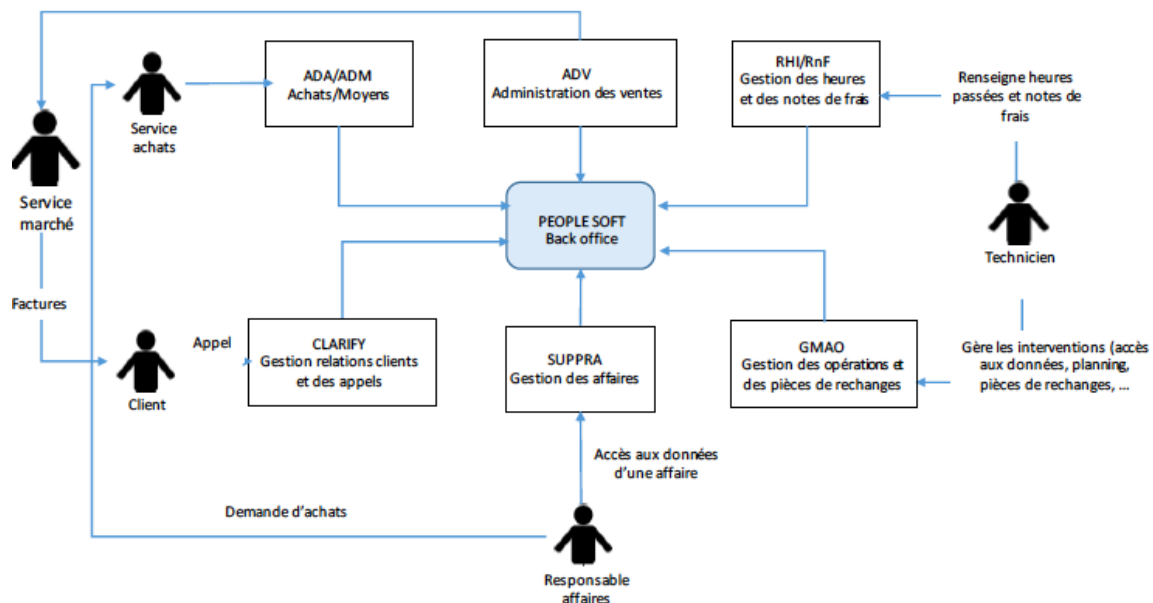 ADA/ADM
Achats/Moyens
ADV
Administration des ventes
RHI/RnF
Gestion des heures
et des notes de frais
Renseigne heures
passées et notes de
frais
Service
achats
Service
marché
PEOPLE SOFT
Back office
Technicien
Factures
Appel
CLARIFY
Gestion relations clients
et des appels
Client
SUPPRA
Gestion des affaires
GMAO
Gestion des opérations et
des pièces de rechanges
Gère les interventions (accès
aux données, planning,
pièces de rechanges, ...
Accès aux données
d'une affaire
Demande d'achats
Responsable
affaires